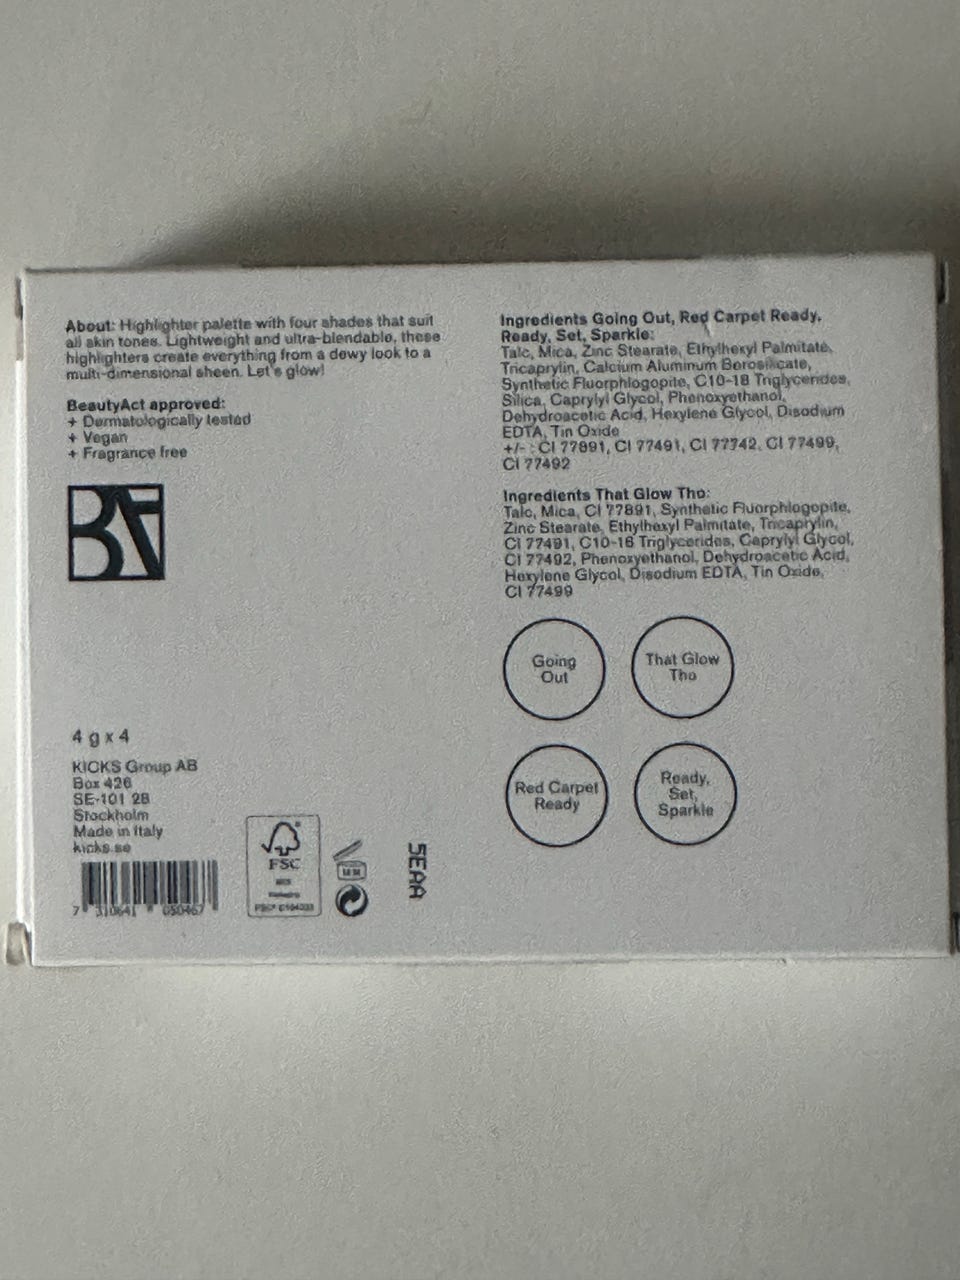 About: Highlighter palette with four shades that suit
all skin tones. Lightweight and ultra-blendable, these
highlighters create everything from a dewy look to a
multi-dimensional sheen. Let's glow!
BeautyAct approved:
+ Dermatologically tested
+ Vegan
+ Fragrance free
BA
4 g x 4
KICKS Group AB
Box 426
SE-101 28
Stockholm
Made in Italy
kicks.se
7 310641 050467
FSC
5EAA
Ingredients Going Out, Red Carpet Ready,
Ready, Set, Sparkle:
Talc, Mica, Zinc Stearate, Ethylhexyl Palmitate,
Tricaprylin, Calcium Aluminum Borosilicate,
Synthetic Fluorphlogopite, C10-18 Triglycerides,
Silica, Caprylyl Glycol, Phenoxyethanol,
Dehydroacetic Acid, Hexylene Glycol, Disodium
EDTA, Tin Oxide
+/- : CI 77891, CI 77491, CI 77742, CI 77499,
CI 77492
Ingredients That Glow Tho:
Talc, Mica, CI 77891, Synthetic Fluorphlogopite,
Zinc Stearate, Ethylhexyl Palmitate, Tricaprylin,
CI 77491, C10-18 Triglycerides, Caprylyl Glycol,
CI 77492, Phenoxyethanol, Dehydroacetic Acid,
Hexylene Glycol, Disodium EDTA, Tin Oxide,
CI 77499
Going
Out
That Glow
Tho
Red Carpet
Ready
Ready,
Set,
Sparkle